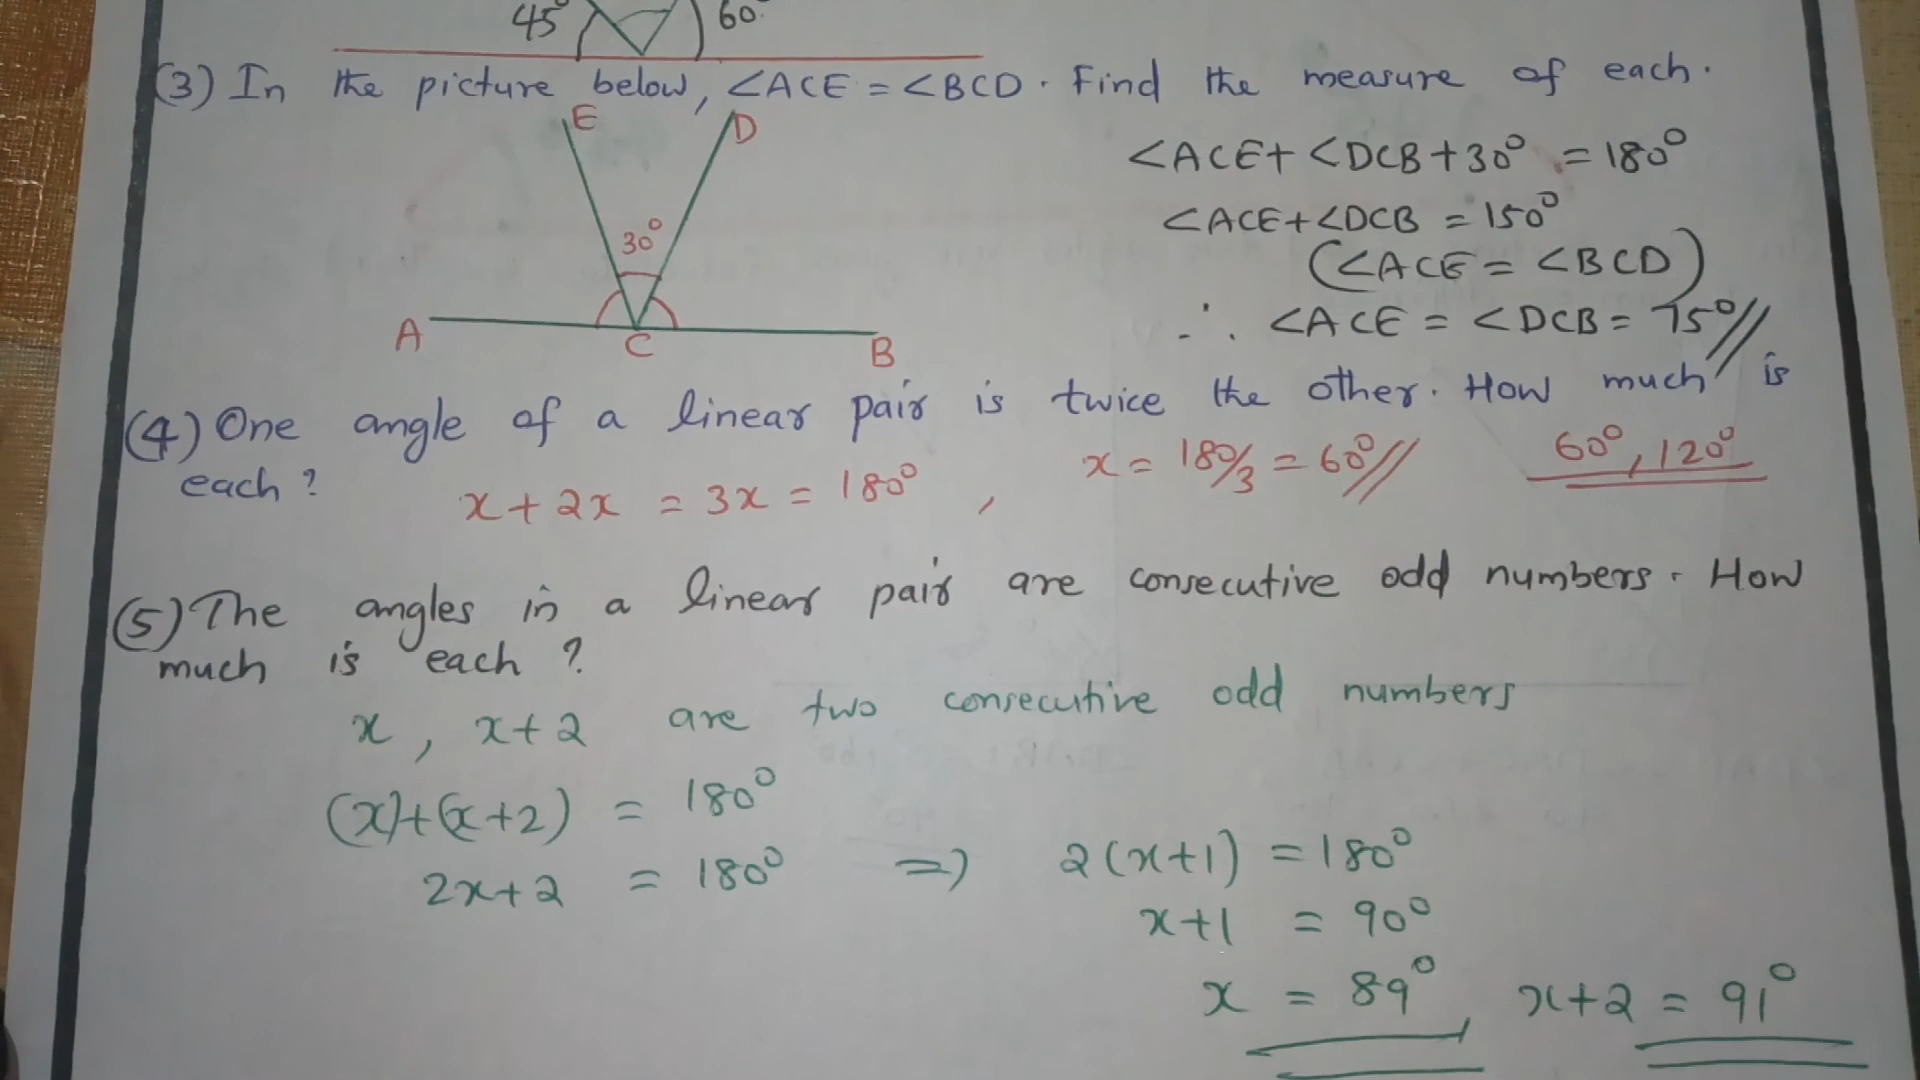 45° 60°
(3) In the picture below, <ACE = <BCD. Find the measure of each.
E D
30°
A C B
<ACE+ <DCB+30° = 180°
<ACE+<DCB = 150°
(<ACE = <BCD)
∴ <ACE = <DCB = 75°//
(4) One angle of a linear pair is twice the other. How much is
each ?
x+2x = 3x = 180° , x = 180/3 = 60°// 60°, 120°
(5) The angles in a linear pair are consecutive odd numbers. How
much is each ?
x , x+2 are two consecutive odd numbers
(x)+(x+2) = 180°
2x+2 = 180° => 2(x+1) = 180°
x+1 = 90°
x = 89° , x+2 = 91°